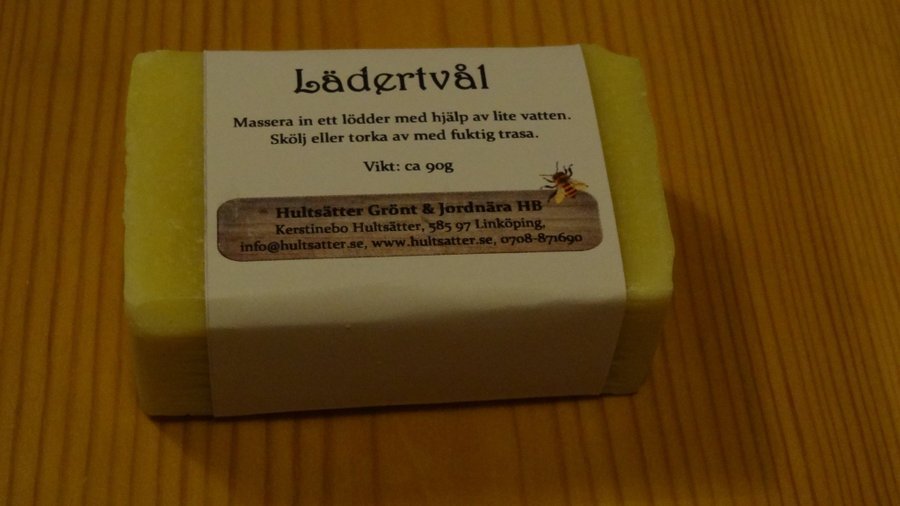 Lädertvål
Massera in ett lödder med hjälp av lite vatten.
Skölj eller torka av med fuktig trasa.
Vikt: ca 90g
Hultsätter Grönt & Jordnära HB
Kerstinebo Hultsätter, 585 97 Linköping,
info@hultsatter.se, www.hultsatter.se, 0708-871690